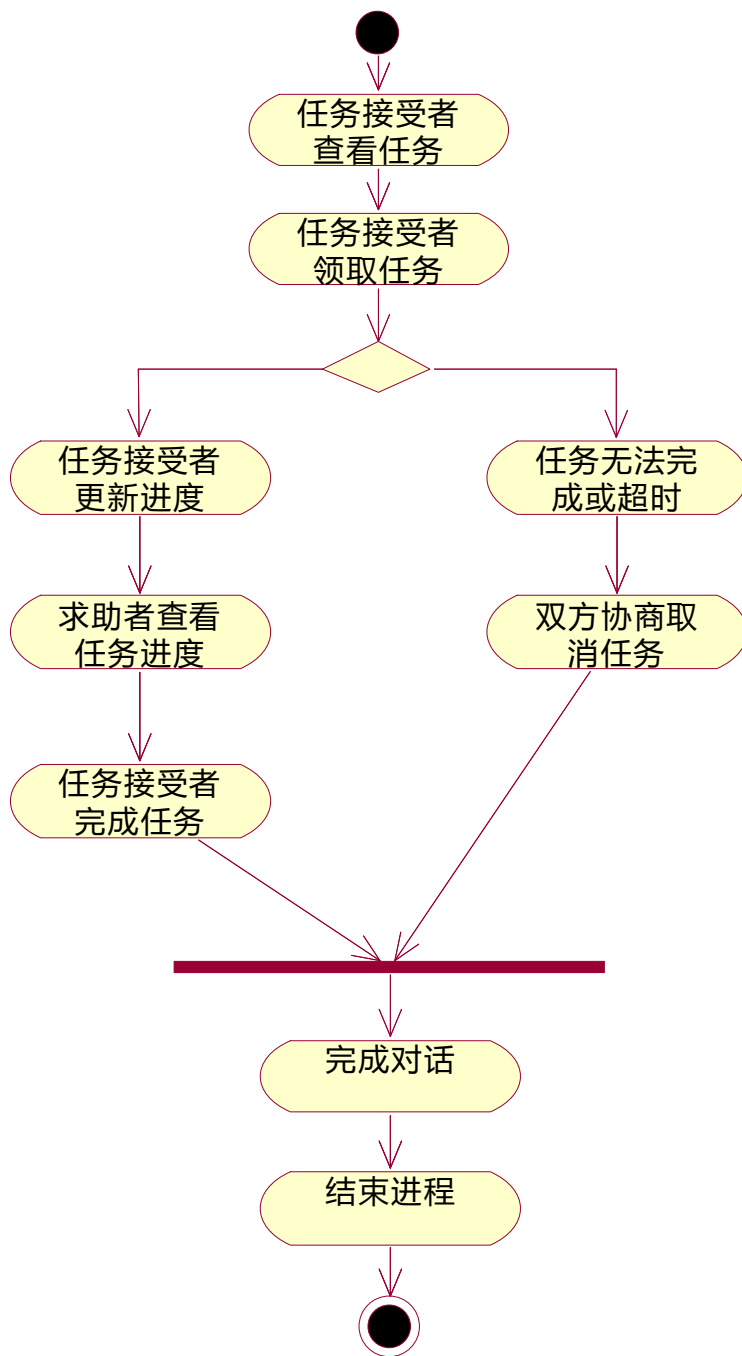 任务接受者
查看任务
任务接受者
领取任务
任务接受者
更新进度
任务无法完
成或超时
求助者查看
任务进度
双方协商取
消任务
任务接受者
完成任务
完成对话
结束进程